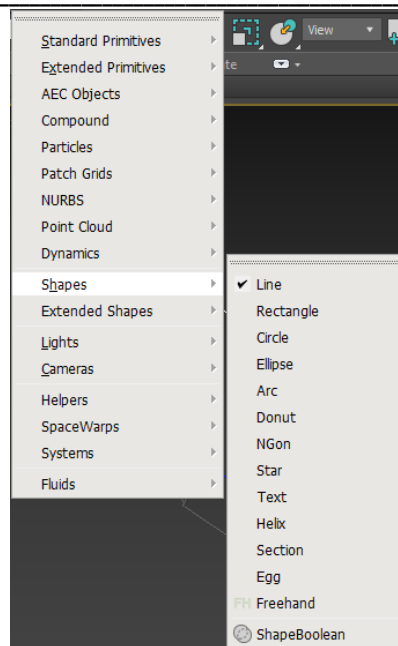 View
te
Standard Primitives
Extended Primitives
AEC Objects
Compound
Particles
Patch Grids
NURBS
Point Cloud
Dynamics
Shapes
Extended Shapes
Lights
Cameras
Helpers
SpaceWarps
Systems
Fluids
Line
Rectangle
Circle
Ellipse
Arc
Donut
NGon
Star
Text
Helix
Section
Egg
FH Freehand
ShapeBoolean